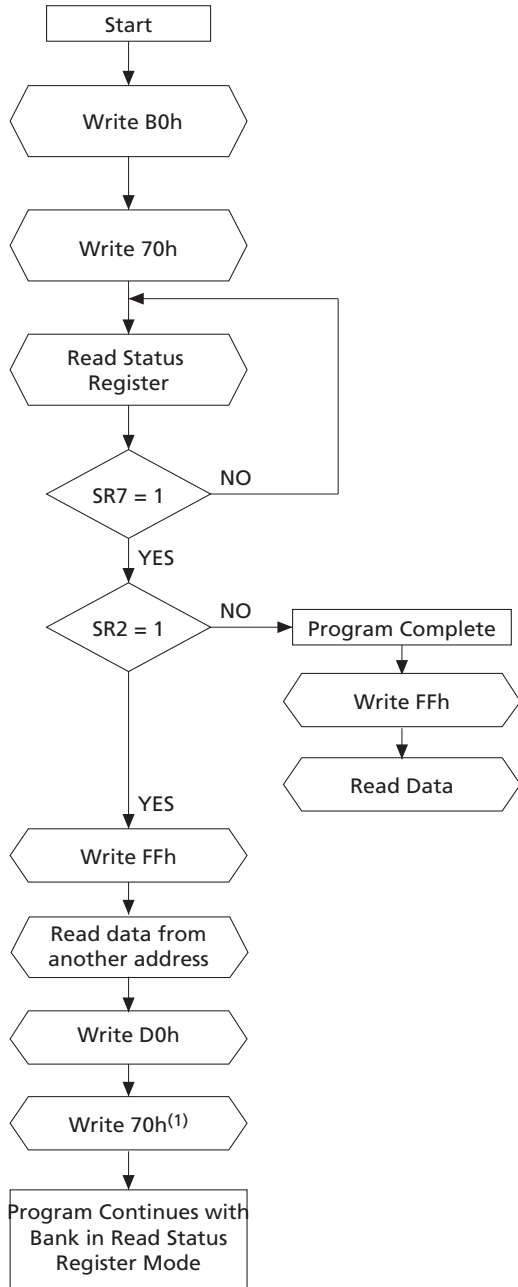 Start
Write B0h
Write 70h
Read Status
Register
SR7 = 1
NO
YES
SR2 = 1
NO
Program Complete
Write FFh
Read Data
YES
Write FFh
Read data from
another address
Write D0h
Write 70h(1)
Program Continues with
Bank in Read Status
Register Mode